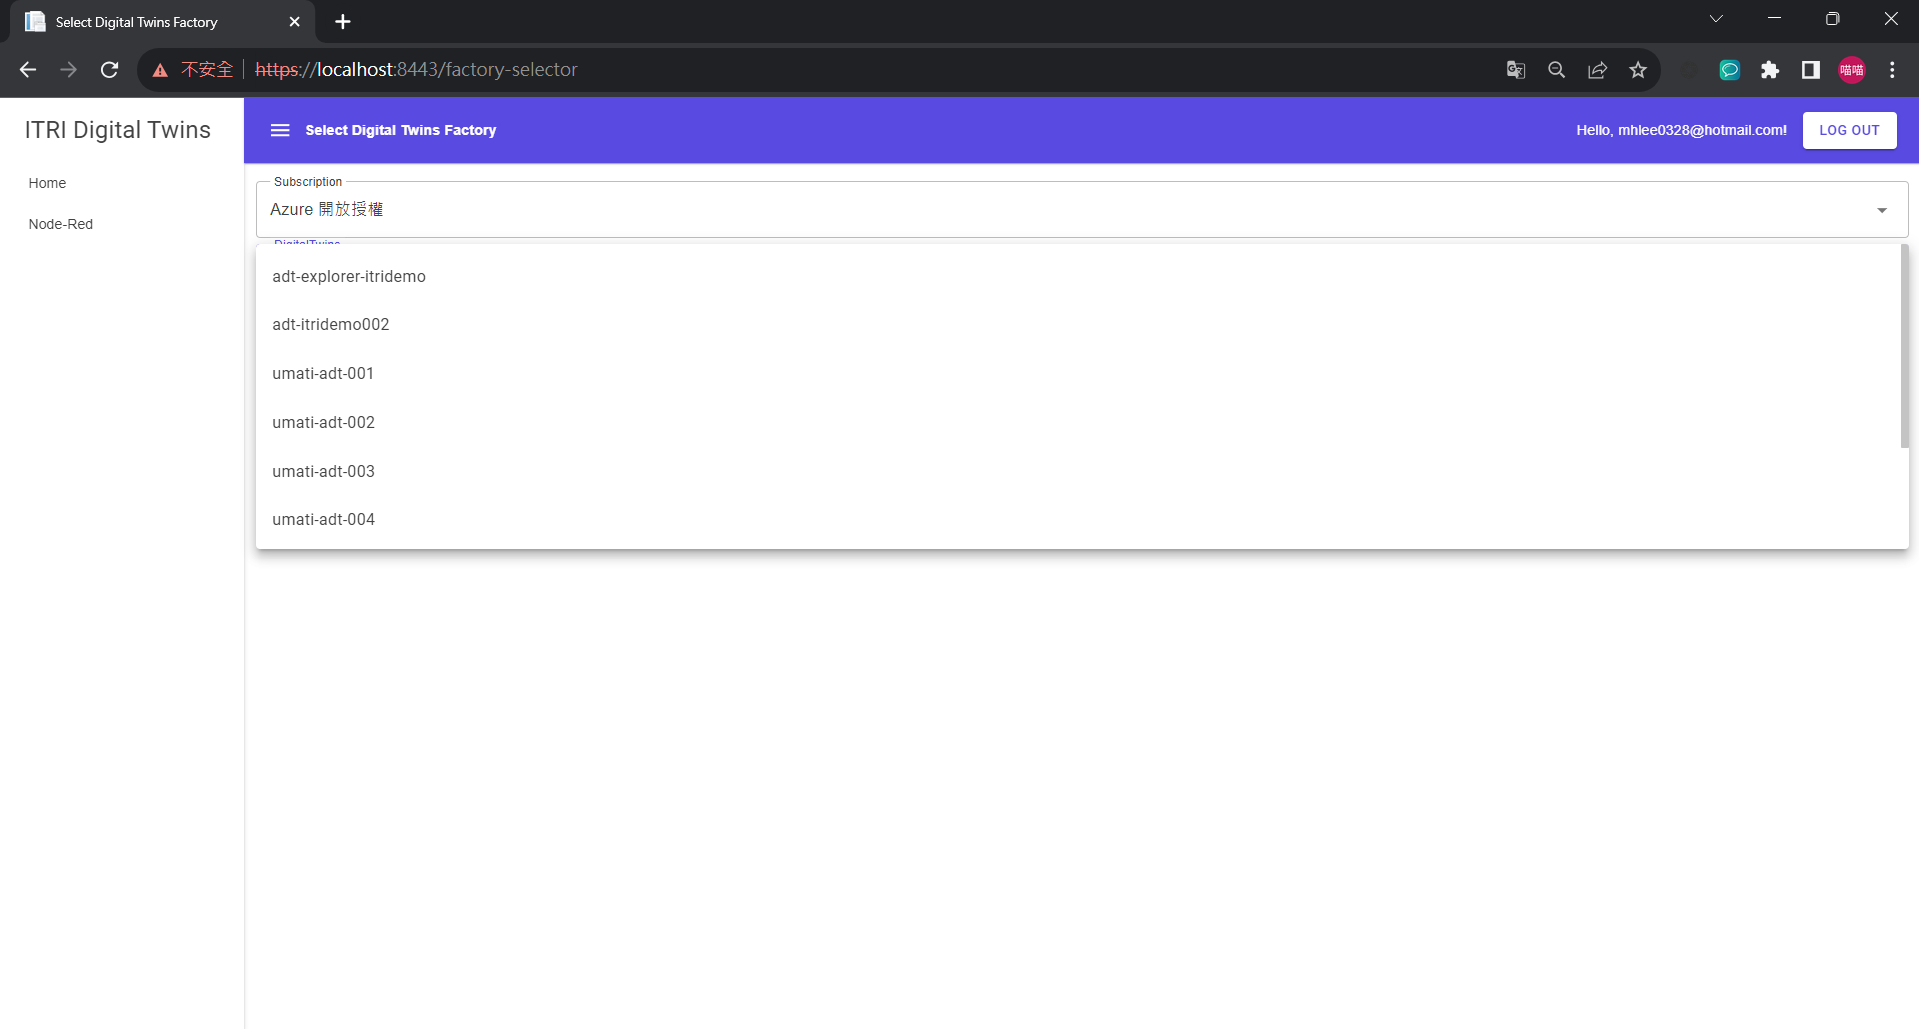 Select Digital Twins Factory
不安全 https://localhost:8443/factory-selector
喵喵
ITRI Digital Twins
Select Digital Twins Factory
Hello, mhlee0328@hotmail.com!
LOG OUT
Home
Node-Red
Subscription
Azure 開放授權
DigitalTwins
adt-explorer-itridemo
adt-itridemo002
umati-adt-001
umati-adt-002
umati-adt-003
umati-adt-004